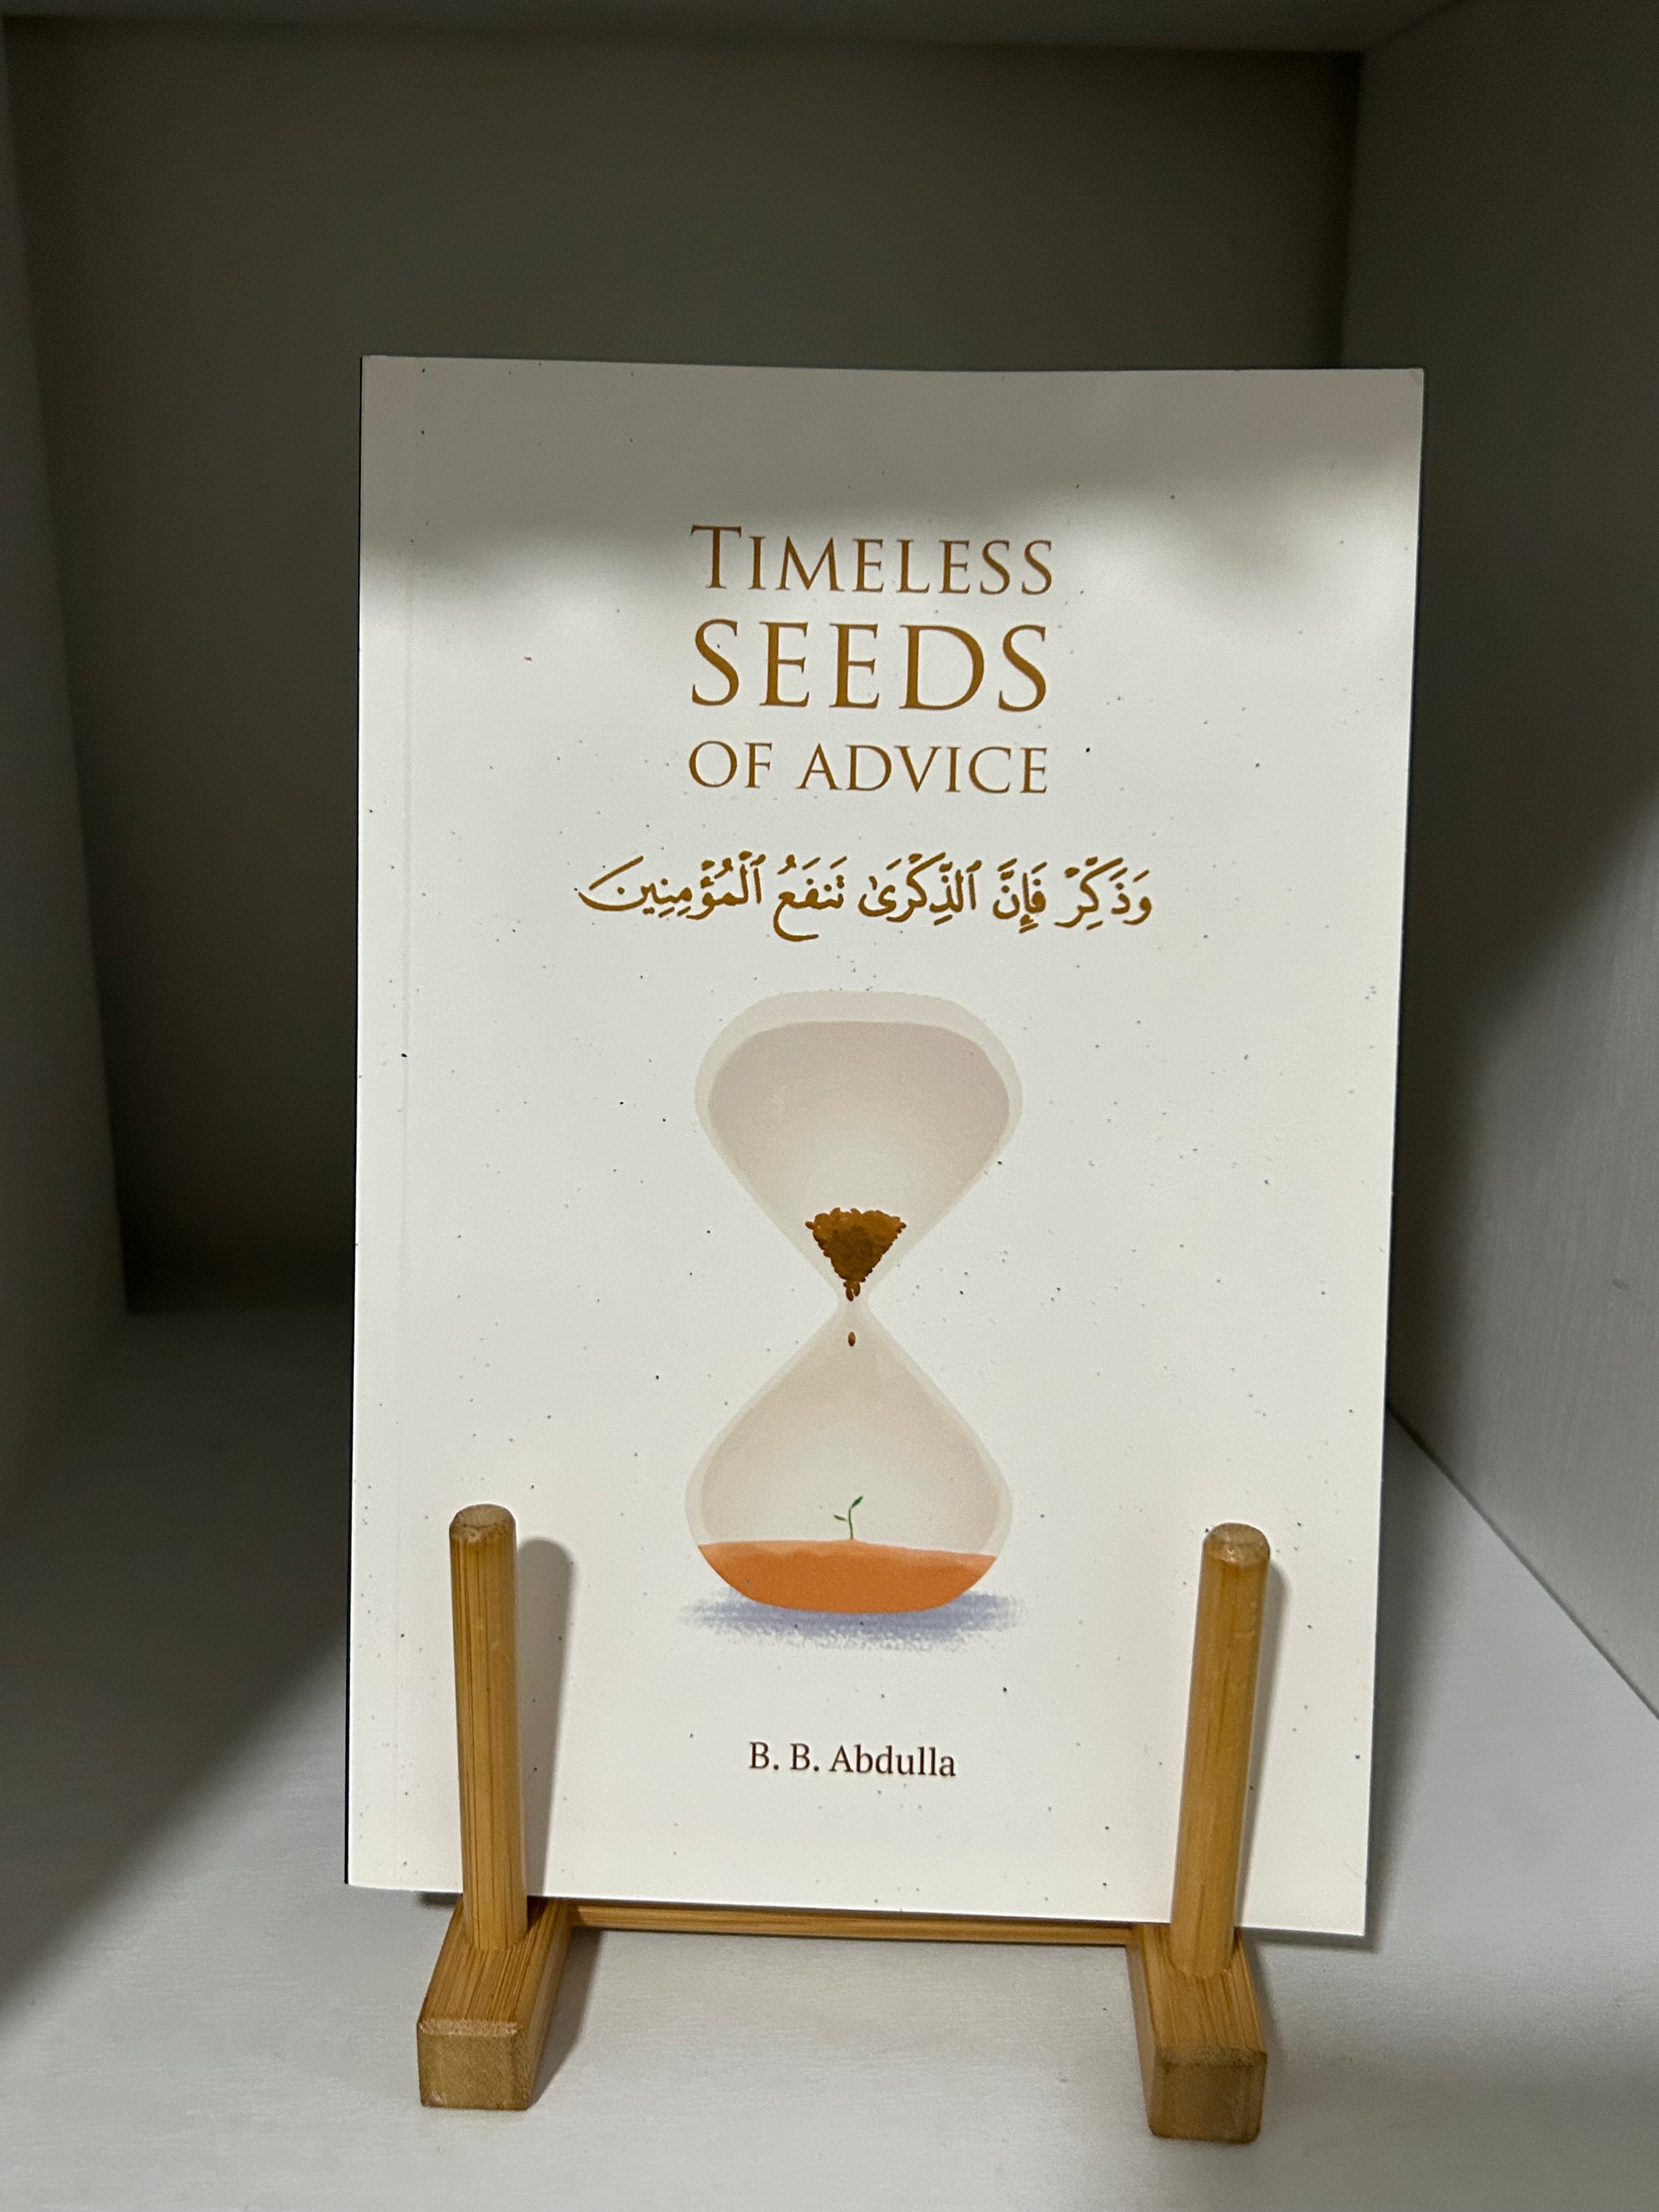 TIMELESS
SEEDS
OF ADVICE
وَذَكِّرْ فَإِنَّ ٱلذِّكْرَىٰ تَنفَعُ ٱلْمُؤْمِنِينَ
B. B. Abdulla